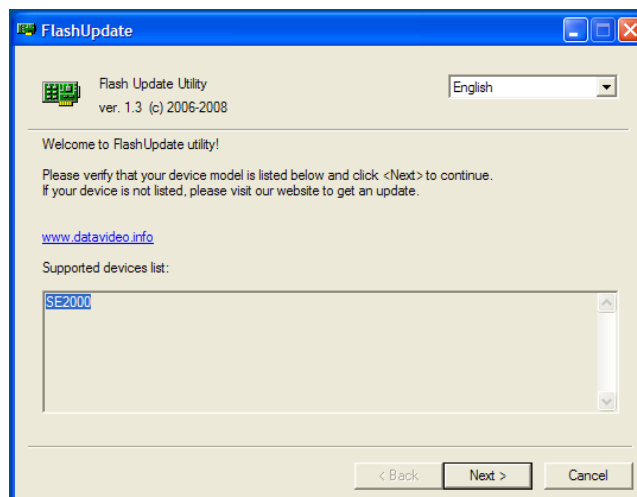 FlashUpdate
Flash Update Utility
English
ver. 1.3 (c) 2006-2008
Welcome to FlashUpdate utility!
Please verify that your device model is listed below and click <Next> to continue.
If your device is not listed, please visit our website to get an update.
www.datavideo.info
Supported devices list:
SE2000
< Back Next > Cancel